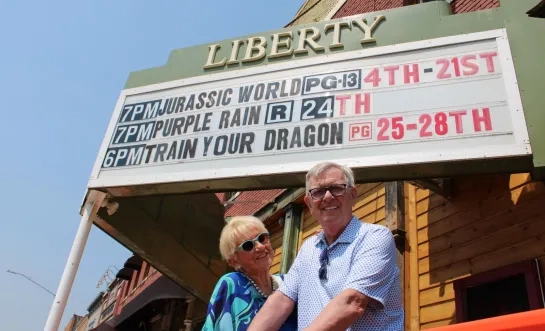 LIBERTY
7PM JURASSIC WORLD PG-13 4TH-21ST
7PM PURPLE RAIN R 24TH
6PM TRAIN YOUR DRAGON PG 25-28TH